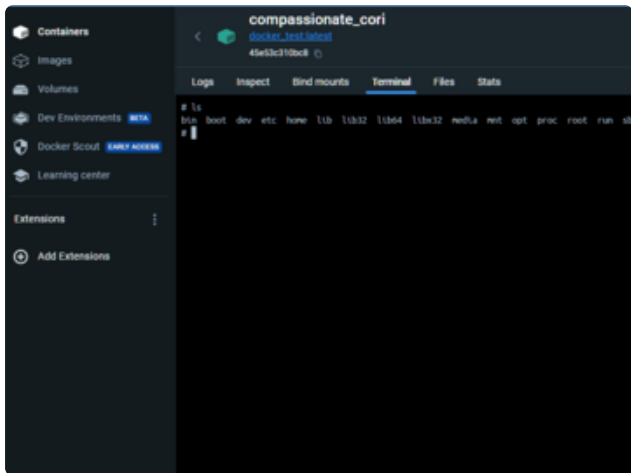 Containers
Images
Volumes
Dev Environments BETA
Docker Scout EARLY ACCESS
Learning center
Extensions
Add Extensions
compassionate_cori
docker_test:latest
45e53c310bc8
Logs Inspect Bind mounts Terminal Files Stats
# ls
bin boot dev etc home lib lib32 lib64 libx32 media mnt opt proc root run sb
#